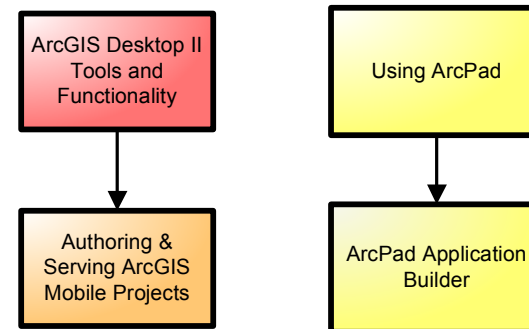 ArcGIS Desktop II
Tools and
Functionality
Using ArcPad
Authoring &
Serving ArcGIS
Mobile Projects
ArcPad Application
Builder